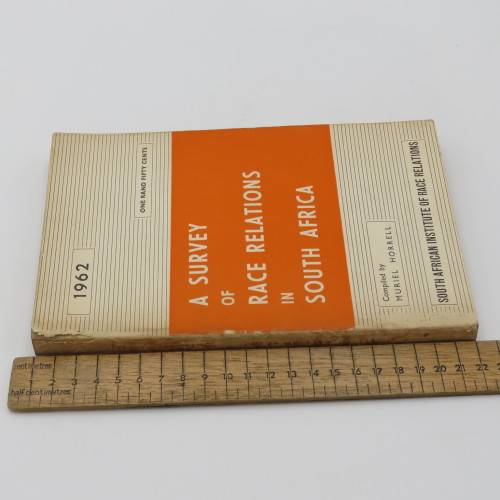 1962
ONE RAND FIFTY CENTS
A SURVEY
OF
RACE RELATIONS
IN
SOUTH AFRICA
Compiled by
MURIEL HORRELL
SOUTH AFRICAN INSTITUTE OF RACE RELATIONS
centimetres
1 2 3 4 5 6 7 8 9 10 11 12 13 14 15 16 17 18 19 20 21 22
half centimetres